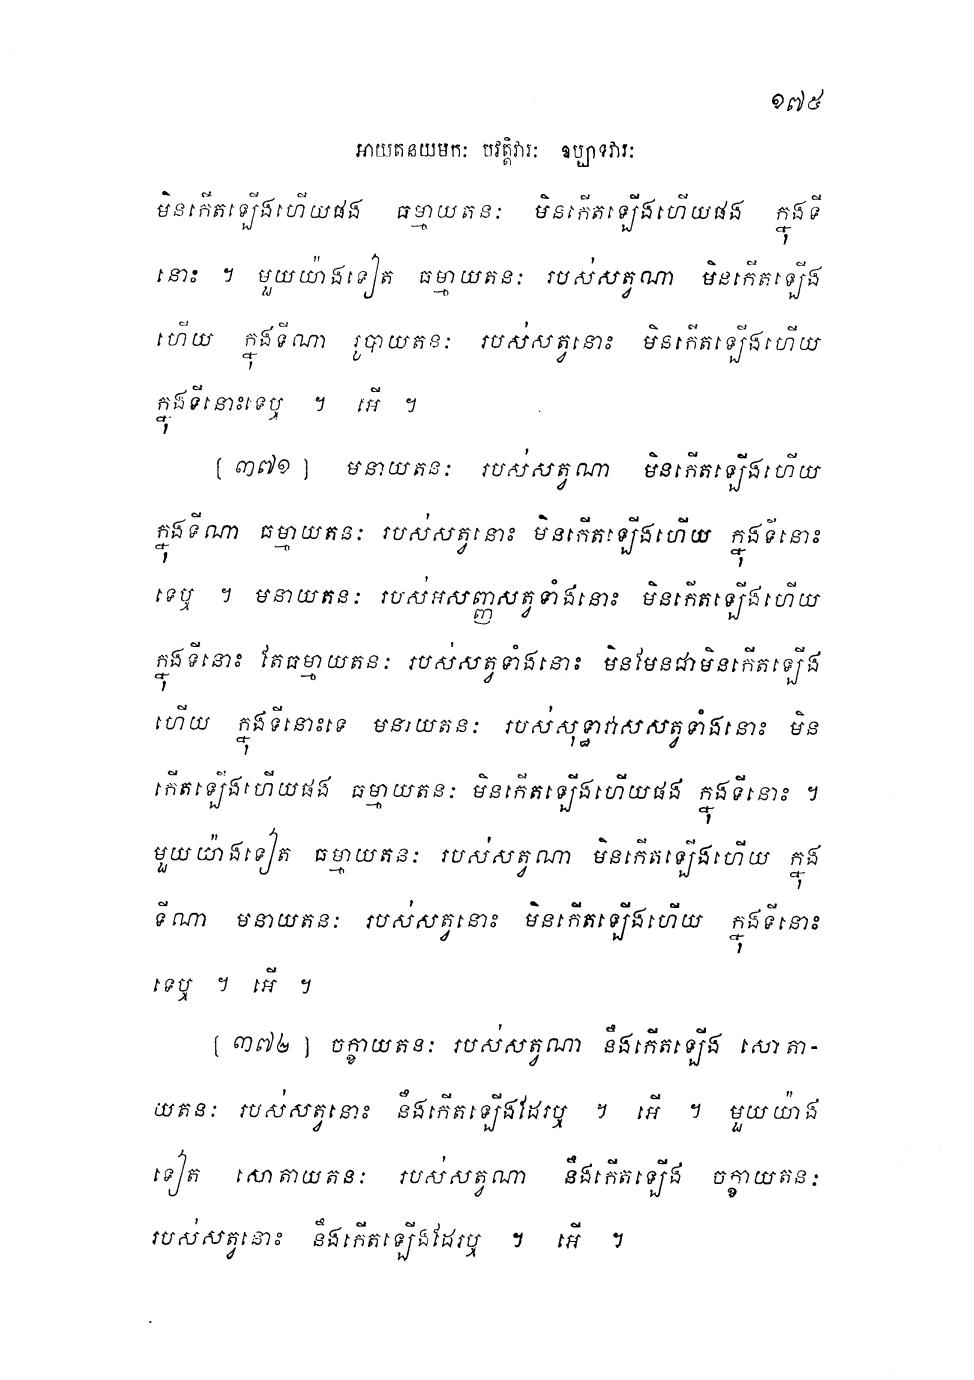 ១៧៥
អាយតនយមកៈ បវត្តិវារៈ ឧប្បាទវារៈ
មិនកើតឡើងហើយផង ធម្មាយតនៈ មិនកើតឡើងហើយផង ក្នុងទី
នោះ ។ មួយយ៉ាងទៀត ធម្មាយតនៈ របស់សត្វណា មិនកើតឡើង
ហើយ ក្នុងទីណា រូបាយតនៈ របស់សត្វនោះ មិនកើតឡើងហើយ
ក្នុងទីនោះទេឬ ។ អើ ។
(៣៧១) មនាយតនៈ របស់សត្វណា មិនកើតឡើងហើយ
ក្នុងទីណា ធម្មាយតនៈ របស់សត្វនោះ មិនកើតឡើងហើយ ក្នុងទីនោះ
ទេឬ ។ មនាយតនៈ របស់អសញ្ញសត្វទាំងនោះ មិនកើតឡើងហើយ
ក្នុងទីនោះ តែធម្មាយតនៈ របស់សត្វទាំងនោះ មិនមែនជាមិនកើតឡើង
ហើយ ក្នុងទីនោះទេ មនាយតនៈ របស់សុទ្ធាវាសសត្វទាំងនោះ មិន
កើតឡើងហើយផង ធម្មាយតនៈ មិនកើតឡើងហើយផង ក្នុងទីនោះ ។
មួយយ៉ាងទៀត ធម្មាយតនៈ របស់សត្វណា មិនកើតឡើងហើយ ក្នុង
ទីណា មនាយតនៈ របស់សត្វនោះ មិនកើតឡើងហើយ ក្នុងទីនោះ
ទេឬ ។ អើ ។
(៣៧២) ចក្ខាយតនៈ របស់សត្វណា នឹងកើតឡើង សោតា-
យតនៈ របស់សត្វនោះ នឹងកើតឡើងដែរឬ ។ អើ ។ មួយយ៉ាង
ទៀត សោតាយតនៈ របស់សត្វណា នឹងកើតឡើង ចក្ខាយតនៈ
របស់សត្វនោះ នឹងកើតឡើងដែរឬ ។ អើ ។